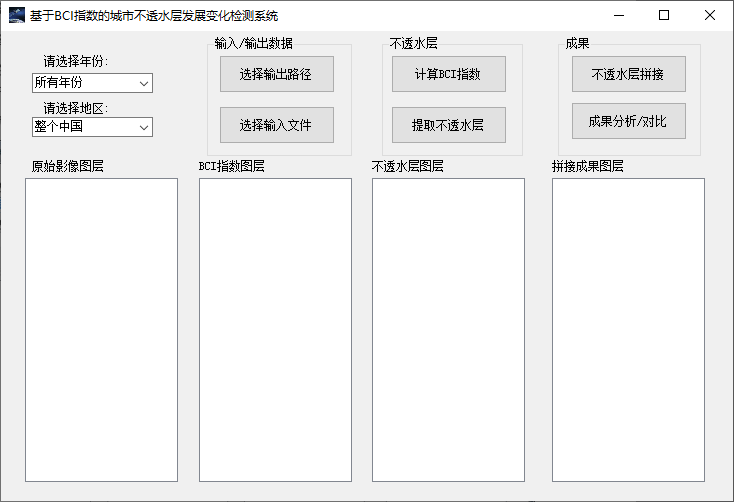 基于BCI指数的城市不透水层发展变化检测系统
请选择年份:
所有年份
请选择地区:
整个中国
输入/输出数据
选择输出路径
选择输入文件
不透水层
计算BCI指数
提取不透水层
成果
不透水层拼接
成果分析/对比
原始影像图层
BCI指数图层
不透水层图层
拼接成果图层